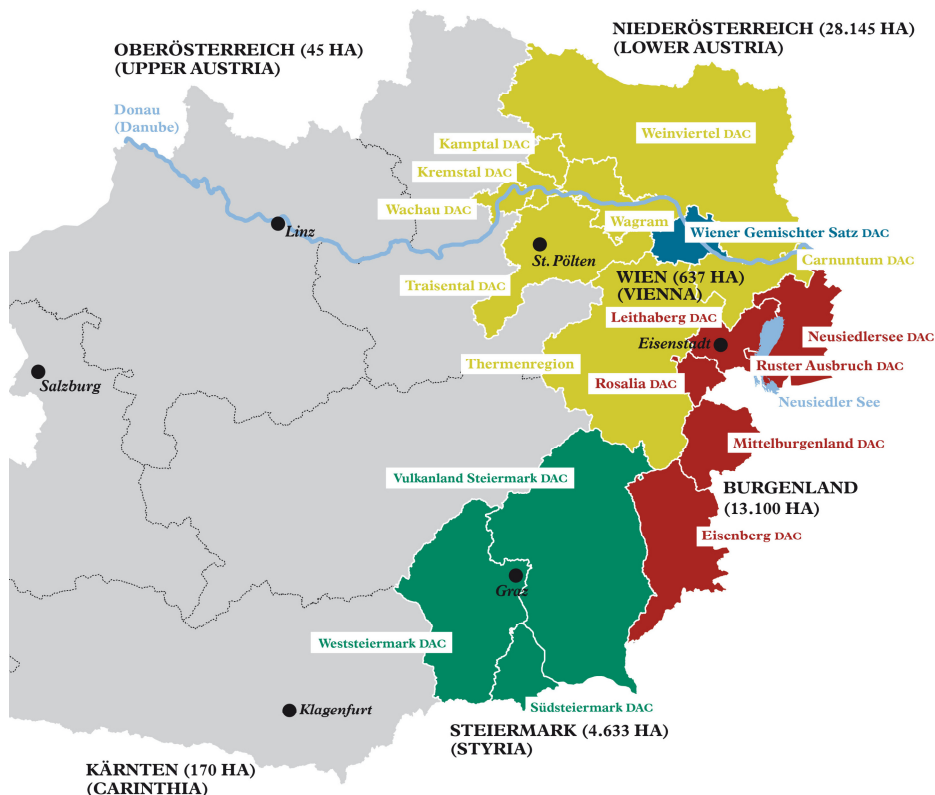 NIEDERÖSTERREICH (28.145 HA)
(LOWER AUSTRIA)
OBERÖSTERREICH (45 HA)
(UPPER AUSTRIA)
Donau
(Danube)
Weinviertel DAC
Kamptal DAC
Kremstal DAC
Wachau DAC
Wagram
Linz
Wiener Gemischter Satz DAC
St. Pölten
Carnuntum DAC
WIEN (637 HA)
(VIENNA)
Traisental DAC
Leithaberg DAC
Eisenstadt
Neusiedlersee DAC
Thermenregion
Ruster Ausbruch DAC
Salzburg
Rosalia DAC
Neusiedler See
Mittelburgenland DAC
Vulkanland Steiermark DAC
BURGENLAND
(13.100 HA)
Eisenberg DAC
Graz
Weststeiermark DAC
Südsteiermark DAC
Klagenfurt
STEIERMARK (4.633 HA)
(STYRIA)
KÄRNTEN (170 HA)
(CARINTHIA)